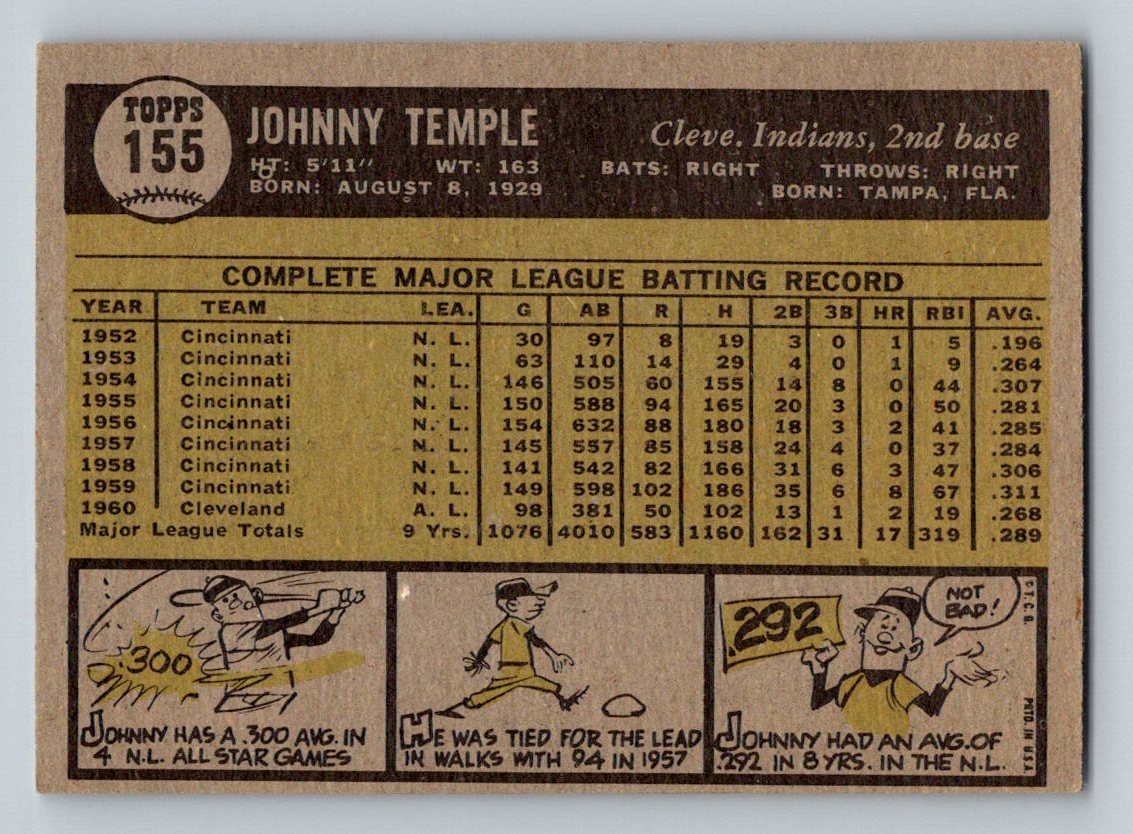 TOPPS
155
JOHNNY TEMPLE
Cleve. Indians, 2nd base
HT: 5'11" WT: 163 BATS: RIGHT THROWS: RIGHT
BORN: AUGUST 8, 1929 BORN: TAMPA, FLA.
COMPLETE MAJOR LEAGUE BATTING RECORD
YEAR TEAM LEA. G AB R H 2B 3B HR RBI AVG.
1952 Cincinnati N. L. 30 97 8 19 3 0 1 5 .196
1953 Cincinnati N. L. 63 110 14 29 4 0 1 9 .264
1954 Cincinnati N. L. 146 505 60 155 14 8 0 44 .307
1955 Cincinnati N. L. 150 588 94 165 20 3 0 50 .281
1956 Cincinnati N. L. 154 632 88 180 18 3 2 41 .285
1957 Cincinnati N. L. 145 557 85 158 24 4 0 37 .284
1958 Cincinnati N. L. 141 542 82 166 31 6 3 47 .306
1959 Cincinnati N. L. 149 598 102 186 35 6 8 67 .311
1960 Cleveland A. L. 98 381 50 102 13 1 2 19 .268
Major League Totals 9 Yrs. 1076 4010 583 1160 162 31 17 319 .289
.300
JOHNNY HAS A .300 AVG. IN
4 N.L. ALL STAR GAMES
HE WAS TIED FOR THE LEAD
IN WALKS WITH 94 IN 1957
.292
NOT
BAD!
JOHNNY HAD AN AVG. OF
.292 IN 8 YRS. IN THE N.L.
© T. C. G.
PRTD. IN U.S.A.